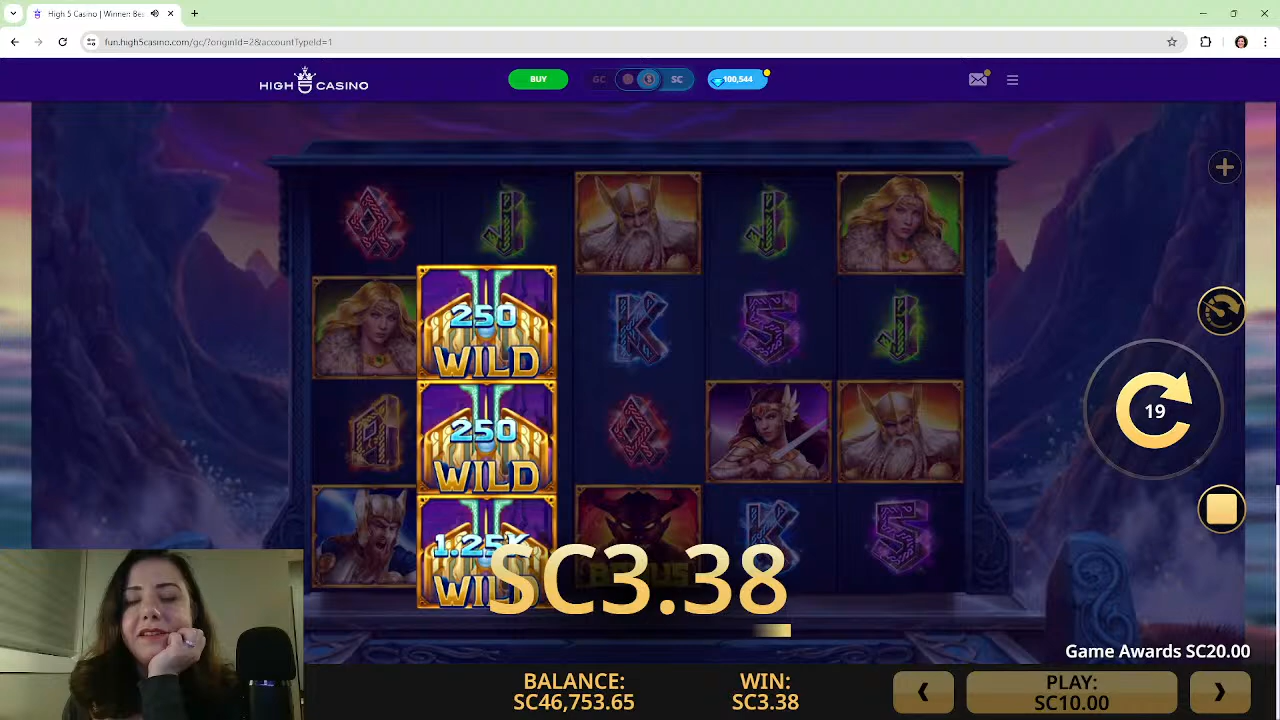 High 5 Casino | Winner: Bes
fun.high5casino.com/gc/?originId=2&accountTypeId=1
HIGH 5 CASINO
BUY
GC
SC
100,544
250
WILD
250
WILD
1.25K
WILD
SC3.38
19
Game Awards SC20.00
BALANCE:
SC46,753.65
WIN:
SC3.38
PLAY:
SC10.00